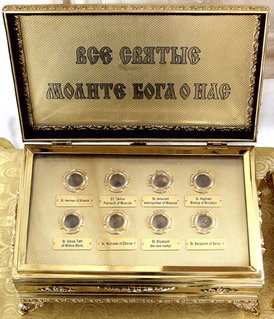 ВСЕ СВЯТЫЕ
МОЛИТЕ БОГА О НАС
St. Herman of Alaska
ST. Tikhon
Patriarch of Moscow
St. Innocent
metropolitan of Moscow
St. Raphael
Bishop of Brooklyn
St. Alexis Toth
of Wilkes-Barre
St. Nicholas of Zhicha
St. Elizabeth
the new martyr
St. Seraphim of Sarov